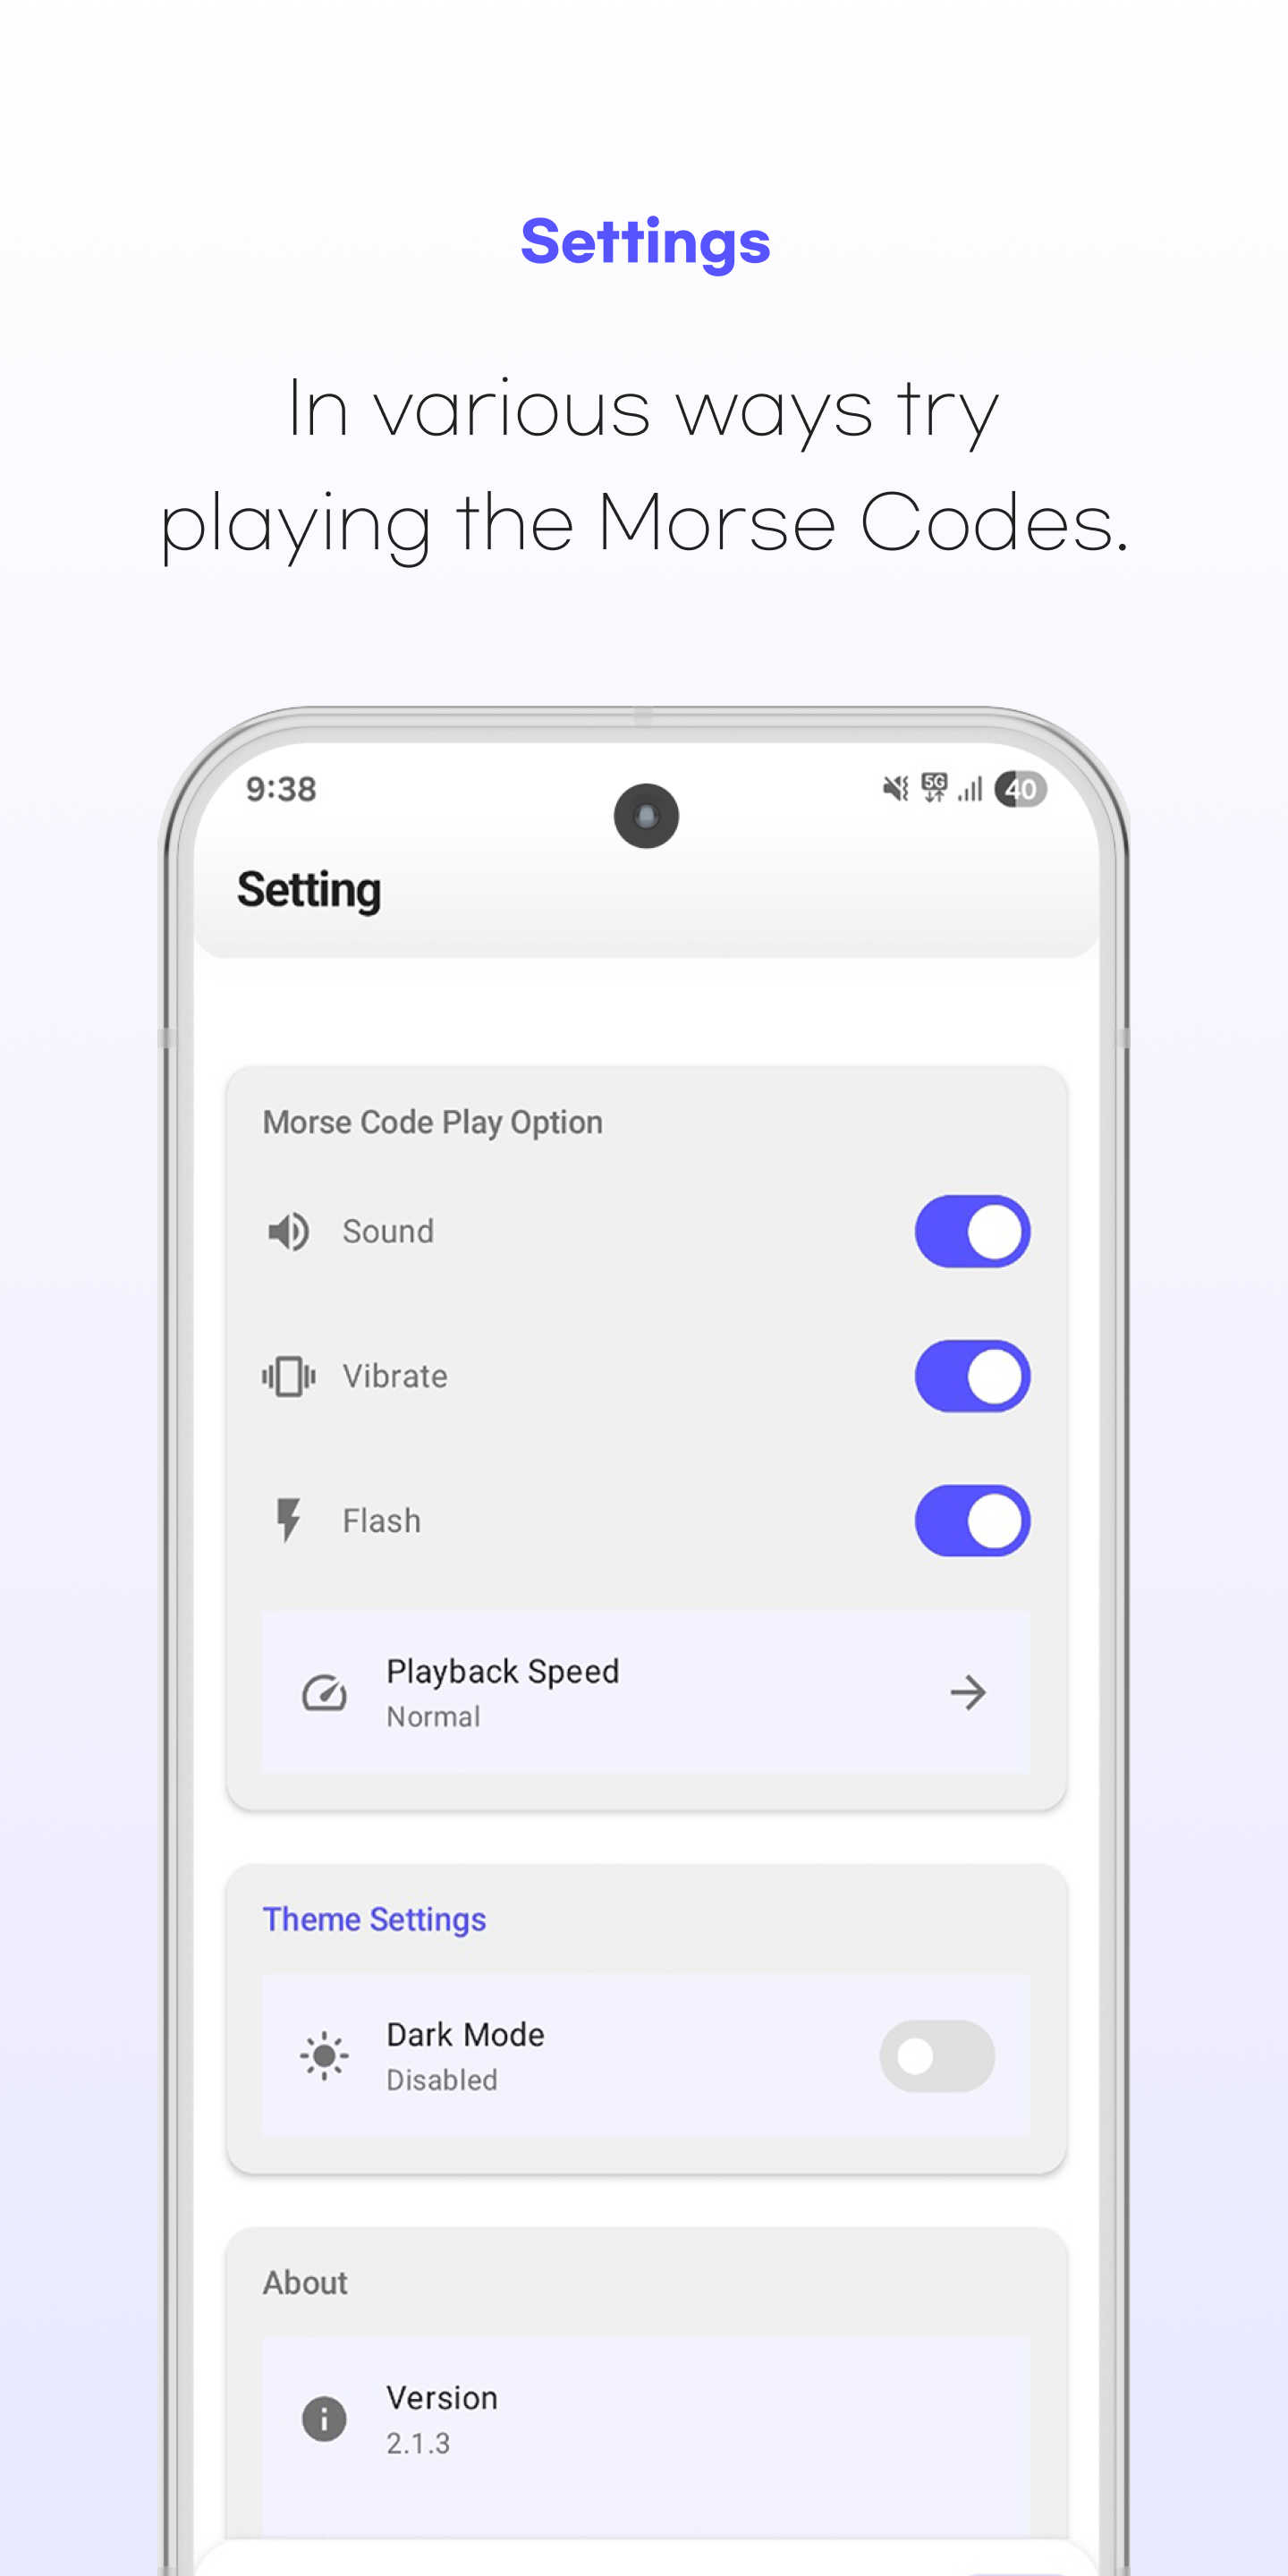 Settings
In various ways try
playing the Morse Codes.
9:38
5G
40
Setting
Morse Code Play Option
Sound
Vibrate
Flash
Playback Speed
Normal
Theme Settings
Dark Mode
Disabled
About
Version
2.1.3